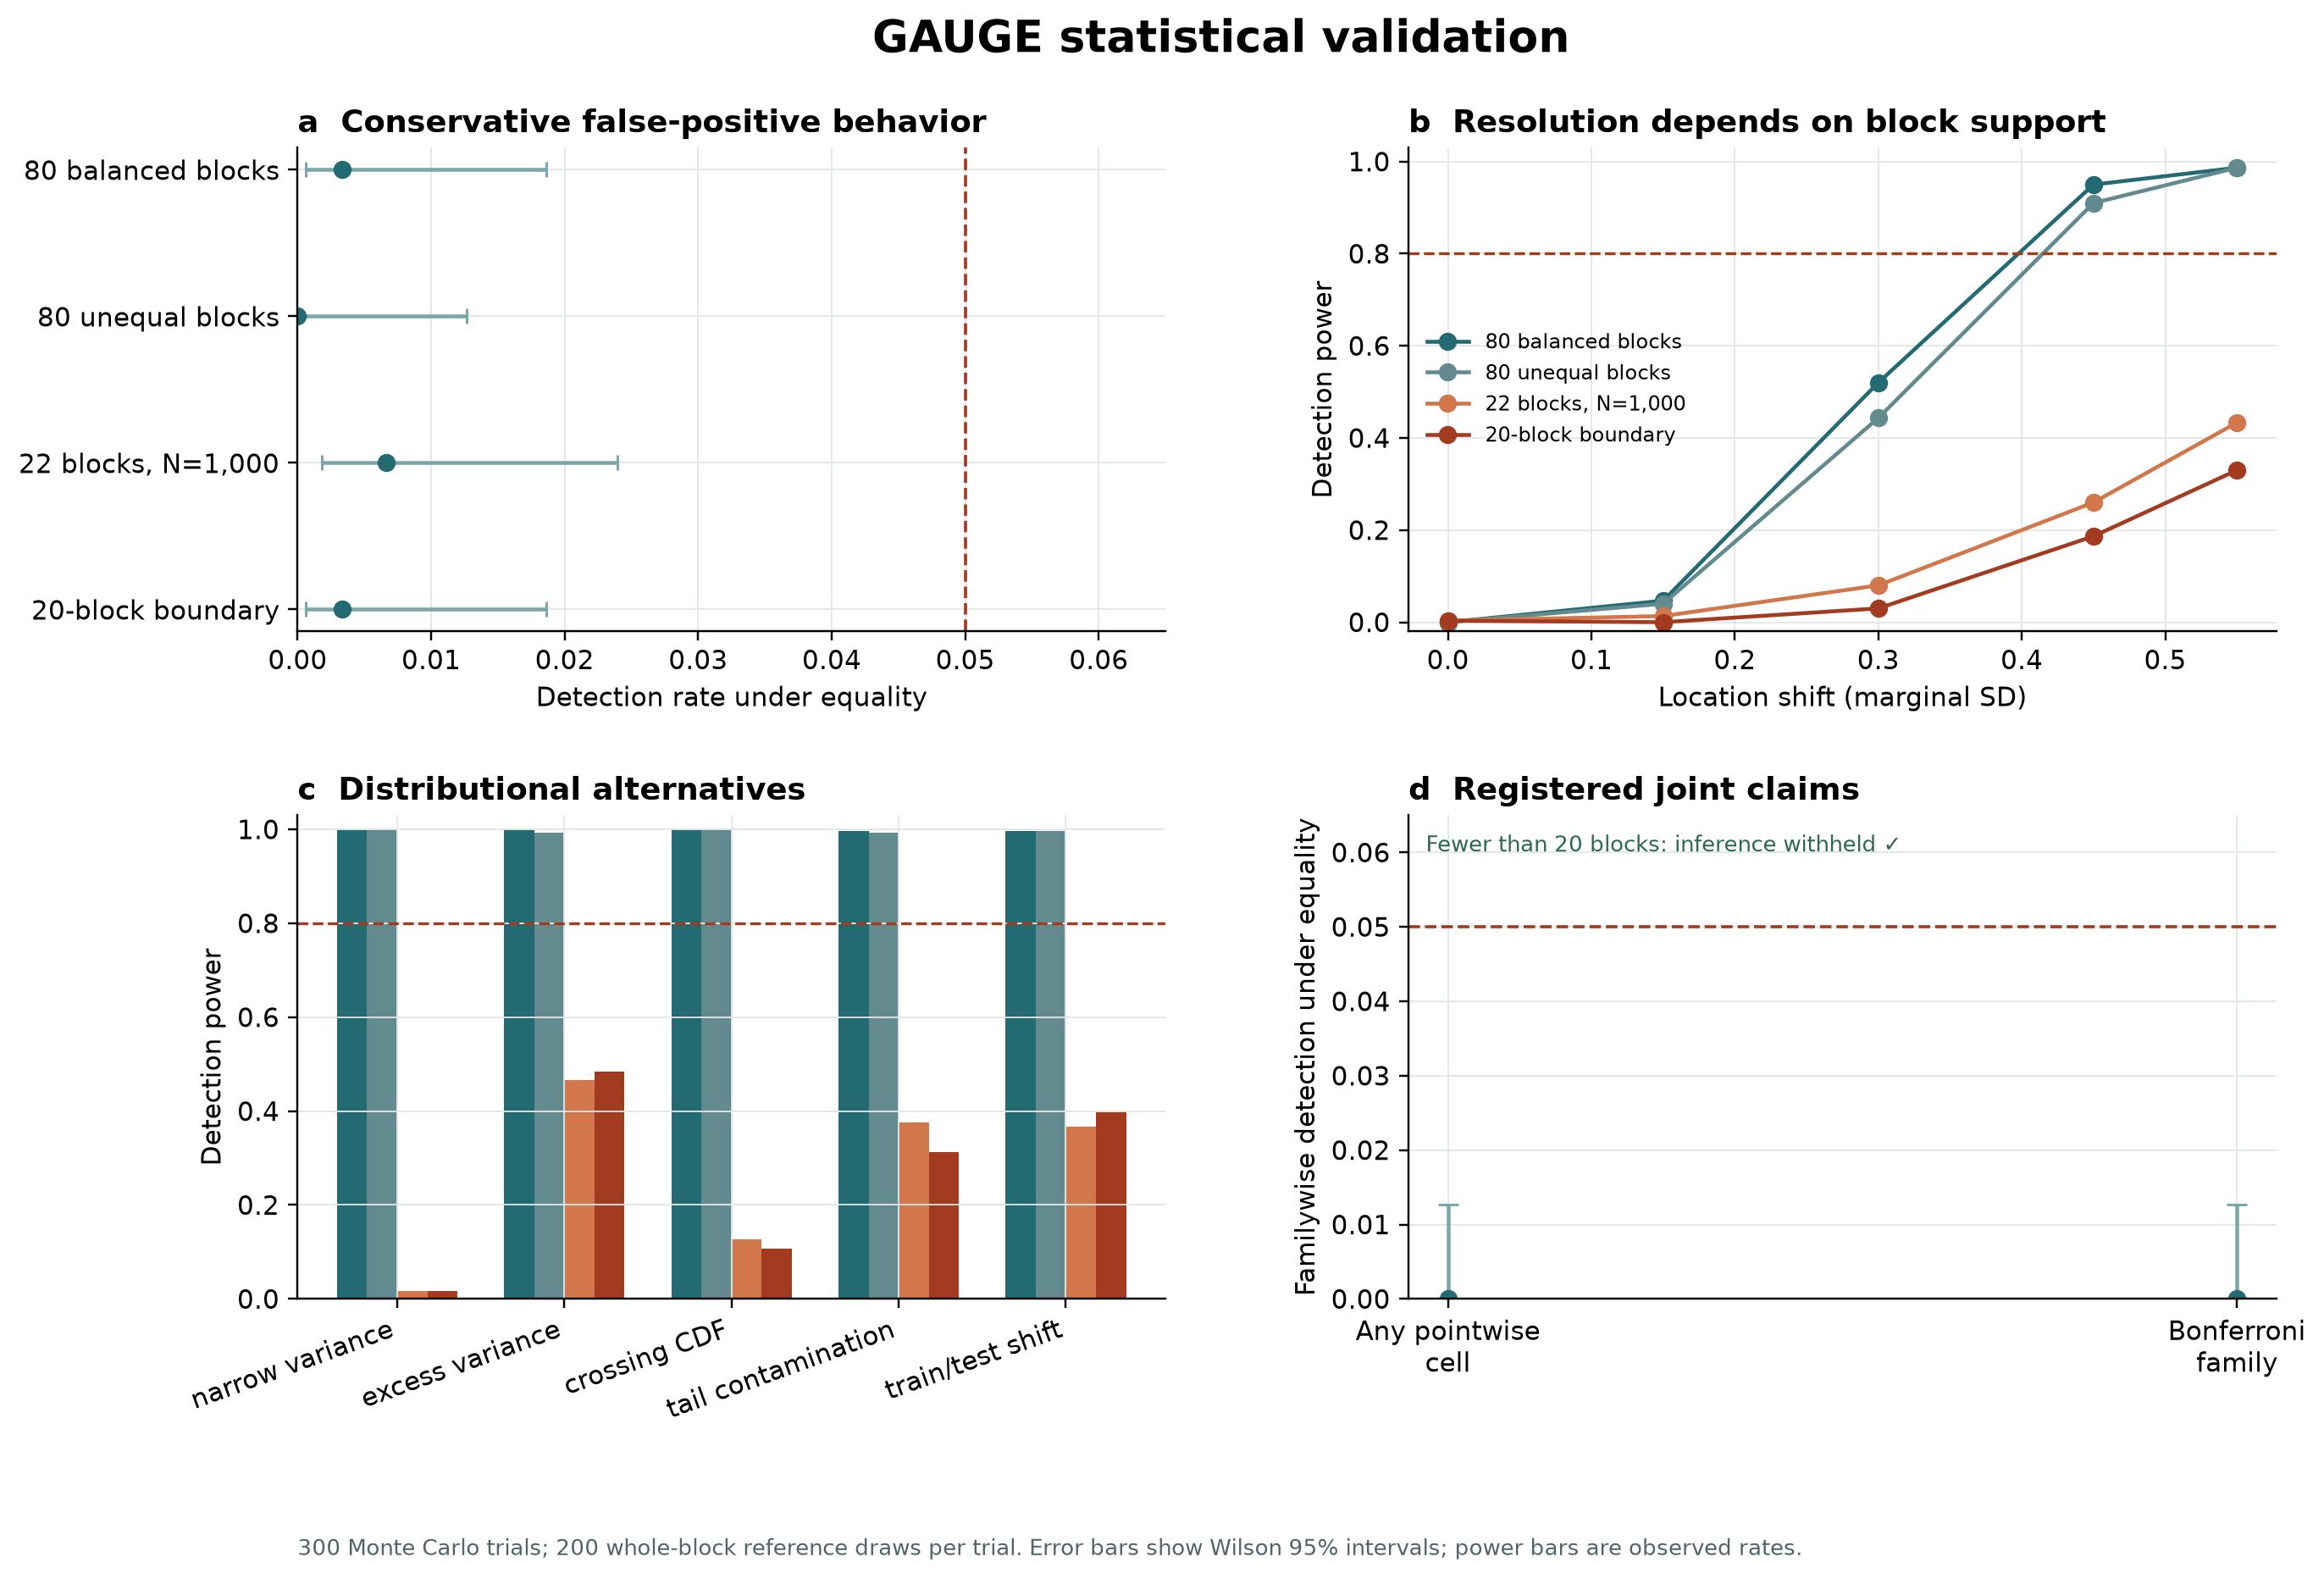 GAUGE statistical validation
a Conservative false-positive behavior
80 balanced blocks
80 unequal blocks
22 blocks, N=1,000
20-block boundary
0.00 0.01 0.02 0.03 0.04 0.05 0.06
Detection rate under equality
b Resolution depends on block support
Detection power
1.0
0.8
0.6
0.4
0.2
0.0
80 balanced blocks
80 unequal blocks
22 blocks, N=1,000
20-block boundary
0.0 0.1 0.2 0.3 0.4 0.5
Location shift (marginal SD)
c Distributional alternatives
Detection power
1.0
0.8
0.6
0.4
0.2
0.0
narrow variance
excess variance
crossing CDF
tail contamination
train/test shift
d Registered joint claims
Familywise detection under equality
Fewer than 20 blocks: inference withheld ✓
0.06
0.05
0.04
0.03
0.02
0.01
0.00
Any pointwise
cell
Bonferroni
family
300 Monte Carlo trials; 200 whole-block reference draws per trial. Error bars show Wilson 95% intervals; power bars are observed rates.